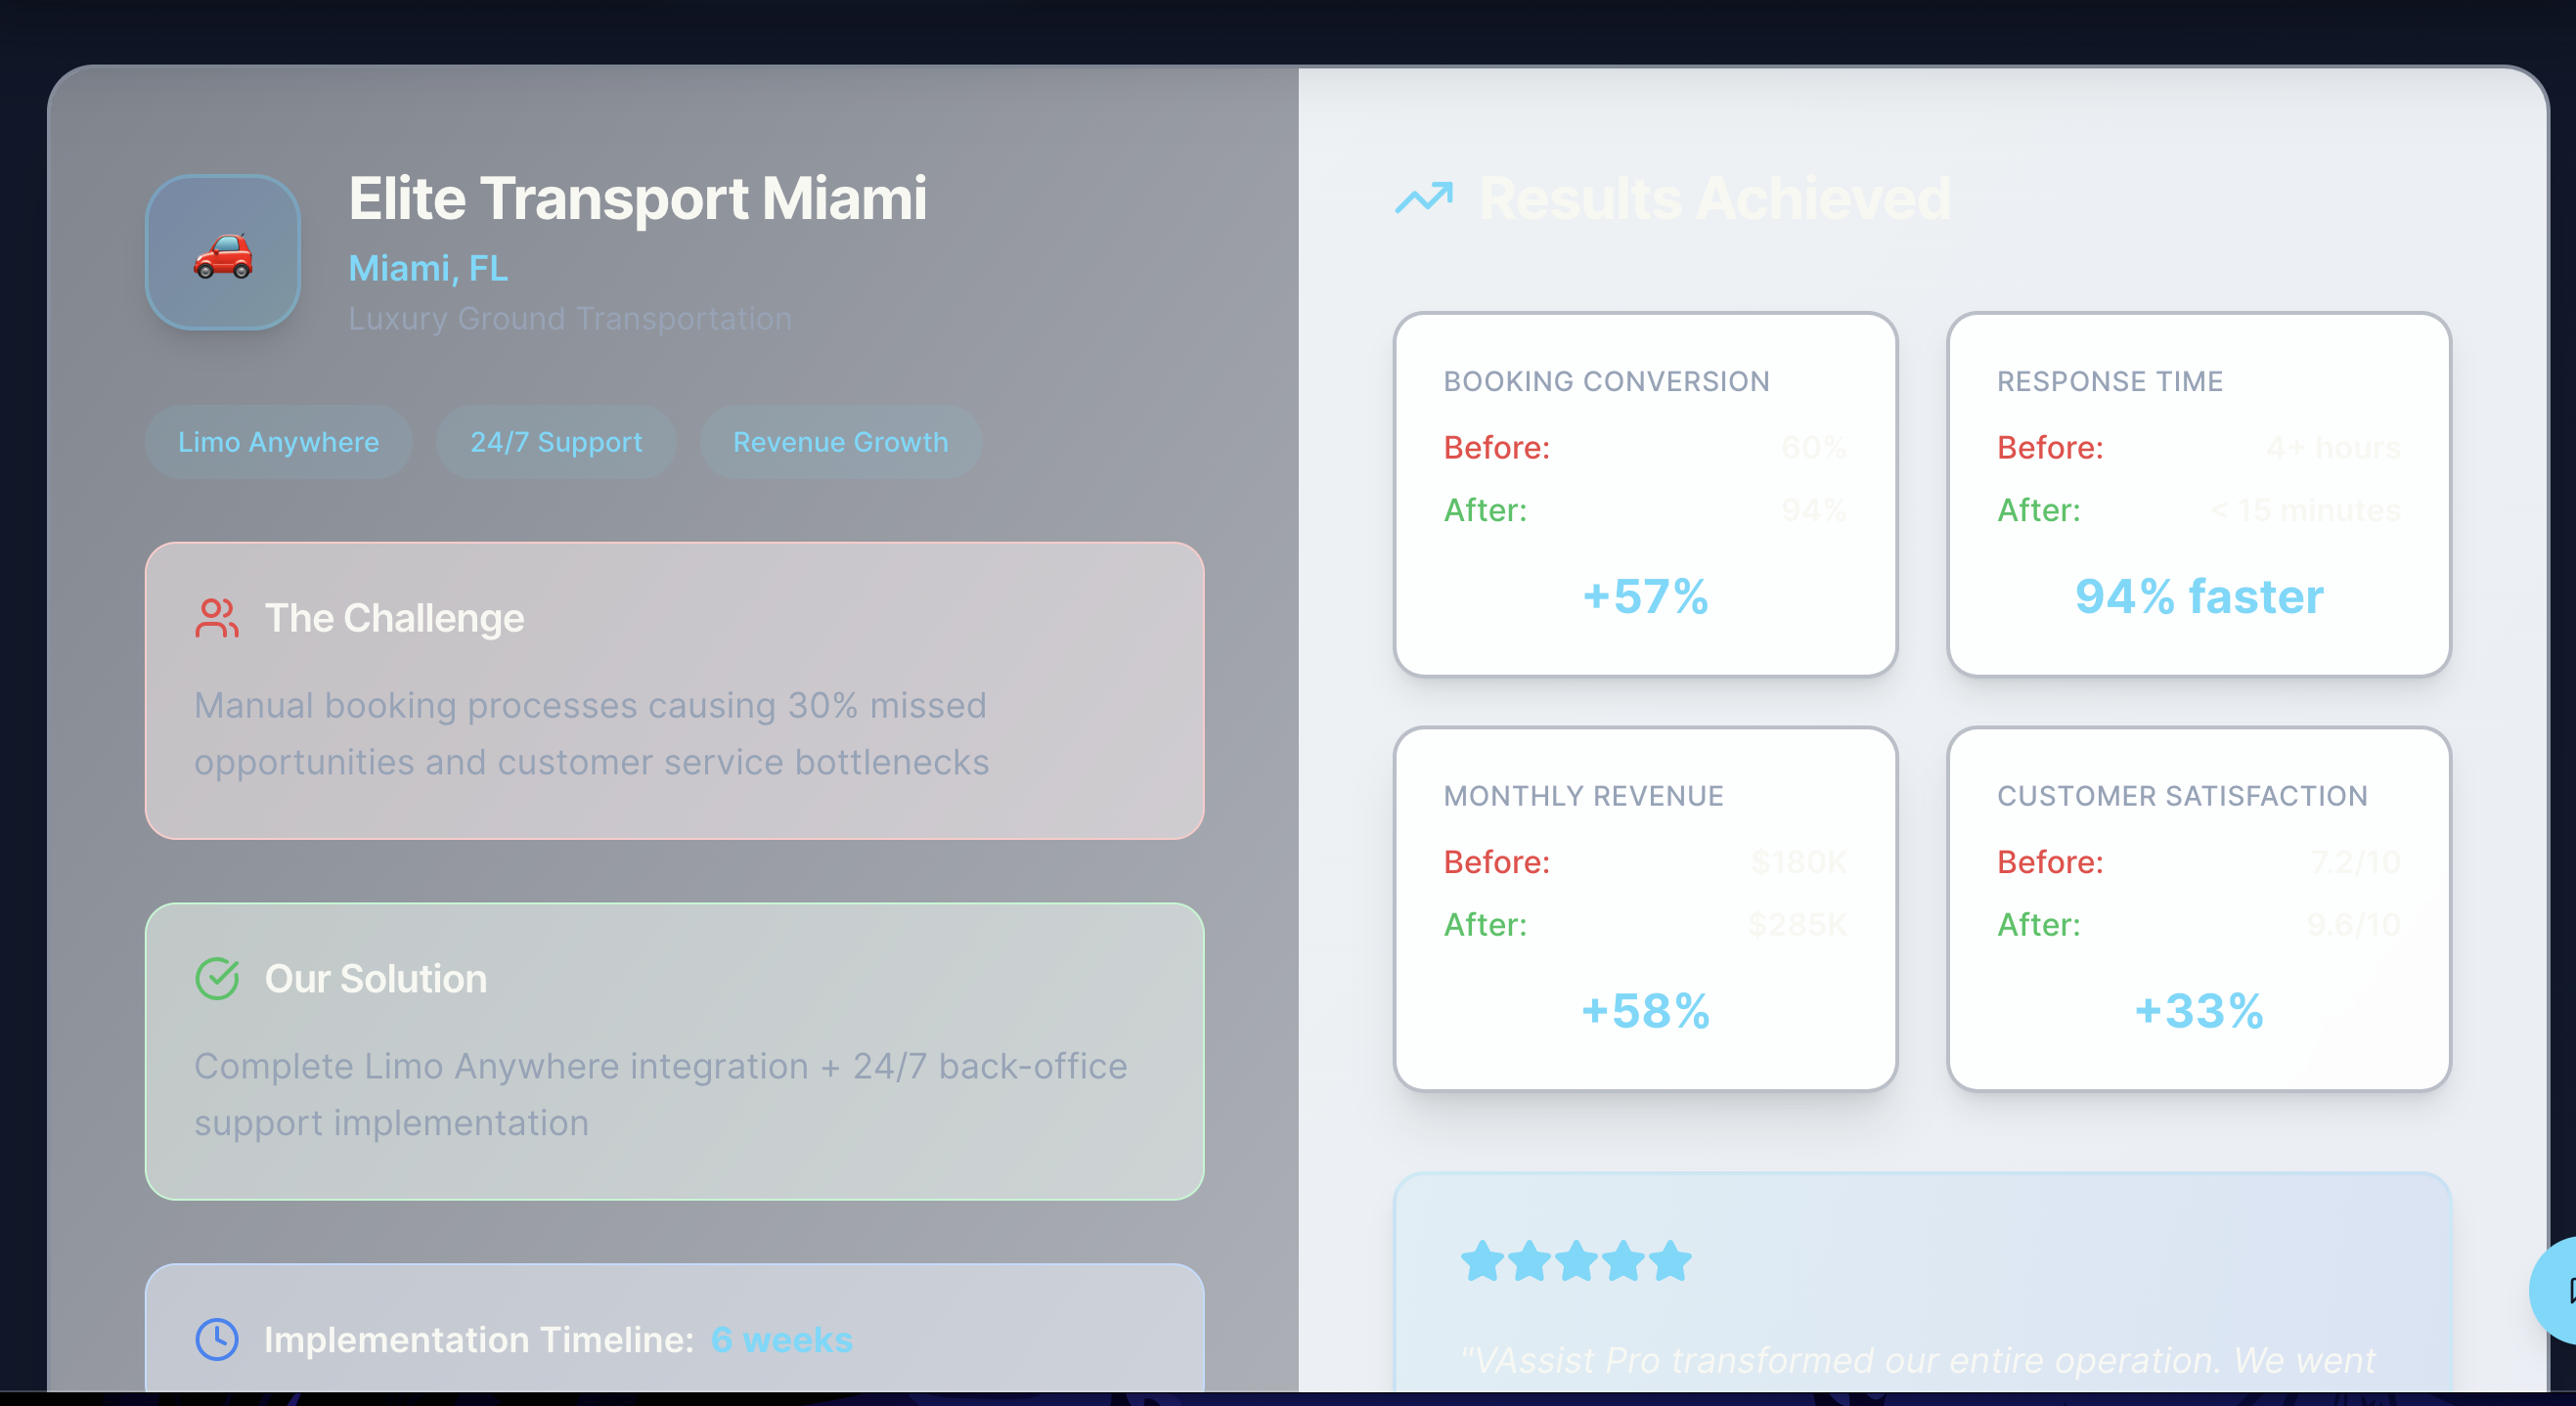 Elite Transport Miami
Miami, FL
Luxury Ground Transportation
Limo Anywhere
24/7 Support
Revenue Growth
The Challenge
Manual booking processes causing 30% missed
opportunities and customer service bottlenecks
Our Solution
Complete Limo Anywhere integration + 24/7 back-office
support implementation
Implementation Timeline: 6 weeks
Results Achieved
BOOKING CONVERSION
Before: 60%
After: 94%
+57%
RESPONSE TIME
Before: 4+ hours
After: < 15 minutes
94% faster
MONTHLY REVENUE
Before: $180K
After: $285K
+58%
CUSTOMER SATISFACTION
Before: 7.2/10
After: 9.6/10
+33%
"VAssist Pro transformed our entire operation. We went